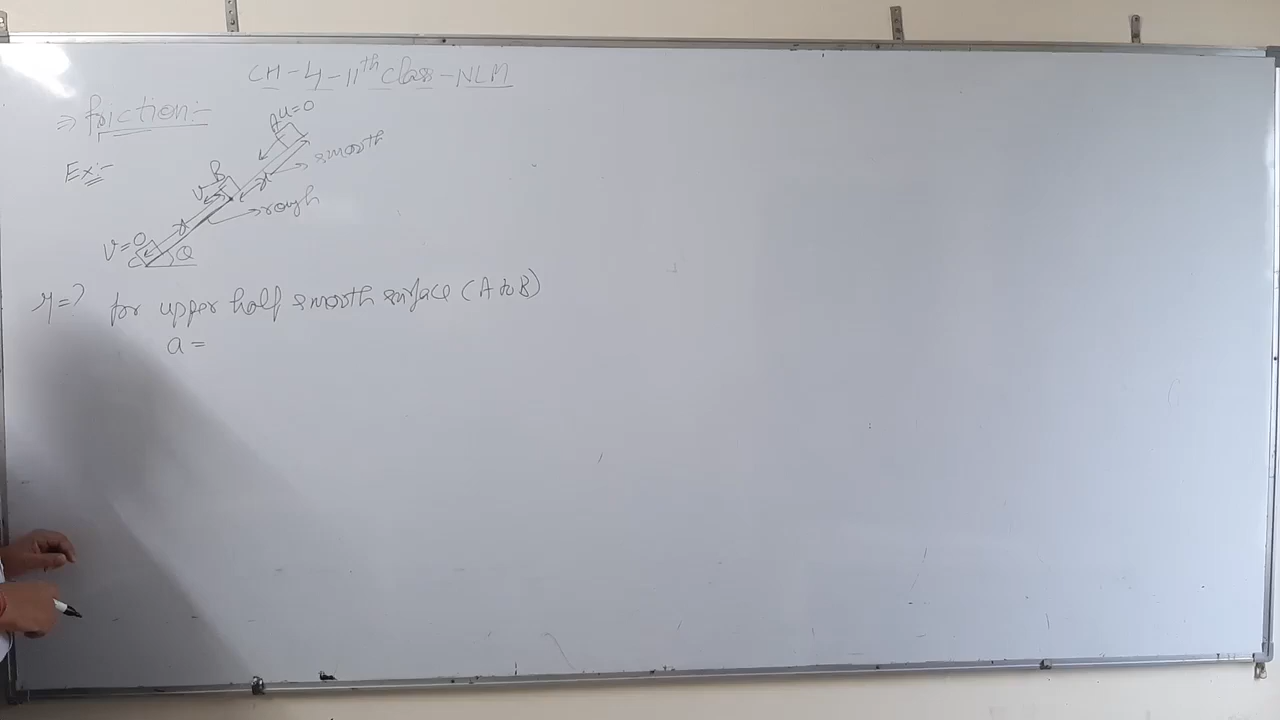 CH-4-11th class-NLM
⇒ friction:-
Ex:-
A u=0
smooth
B
v
rough
v=0
C θ
μ=? for upper half smooth surface (A to B)
a =